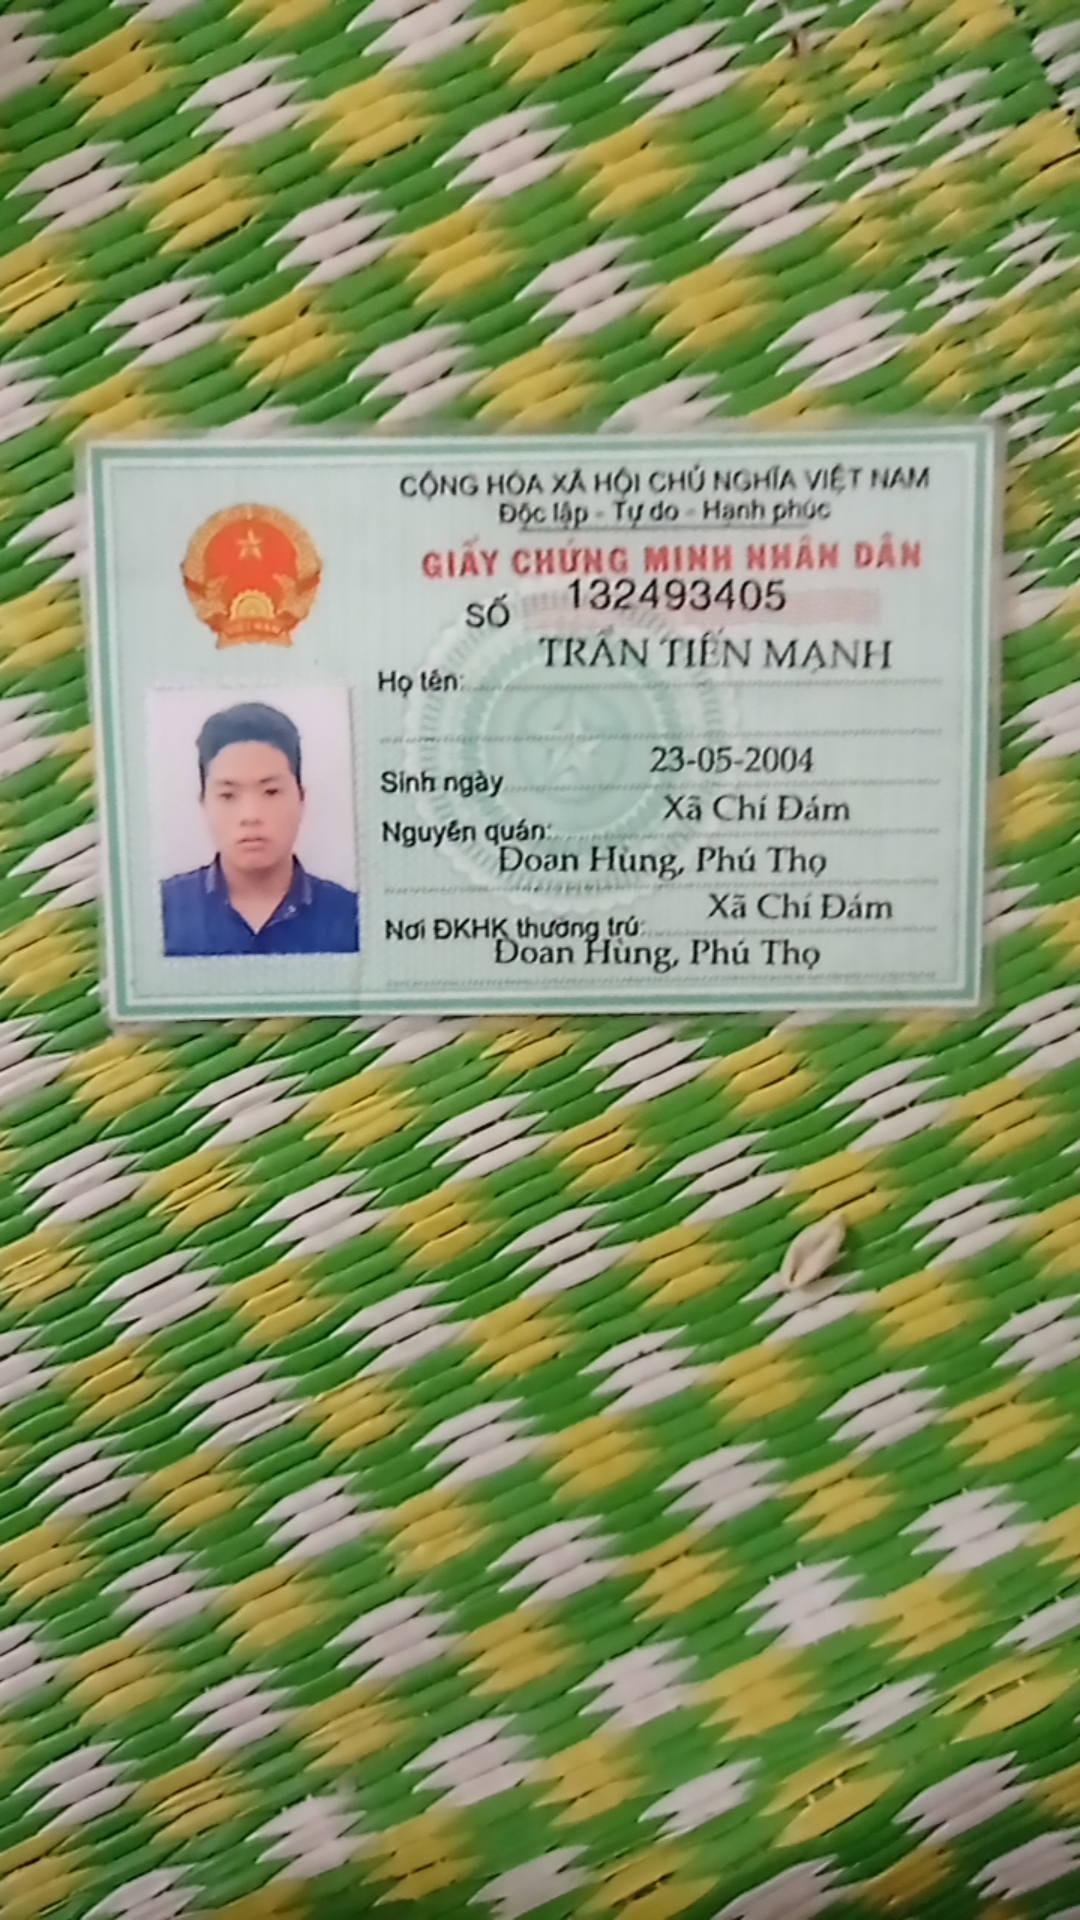 CỘNG HÒA XÃ HỘI CHỦ NGHĨA VIỆT NAM
Độc lập - Tự do - Hạnh phúc
GIẤY CHỨNG MINH NHÂN DÂN
SỐ 132493405
Họ tên: TRẦN TIẾN MẠNH
Sinh ngày 23-05-2004
Nguyên quán: Xã Chí Đám
Đoan Hùng, Phú Thọ
Nơi ĐKHK thường trú: Xã Chí Đám
Đoan Hùng, Phú Thọ